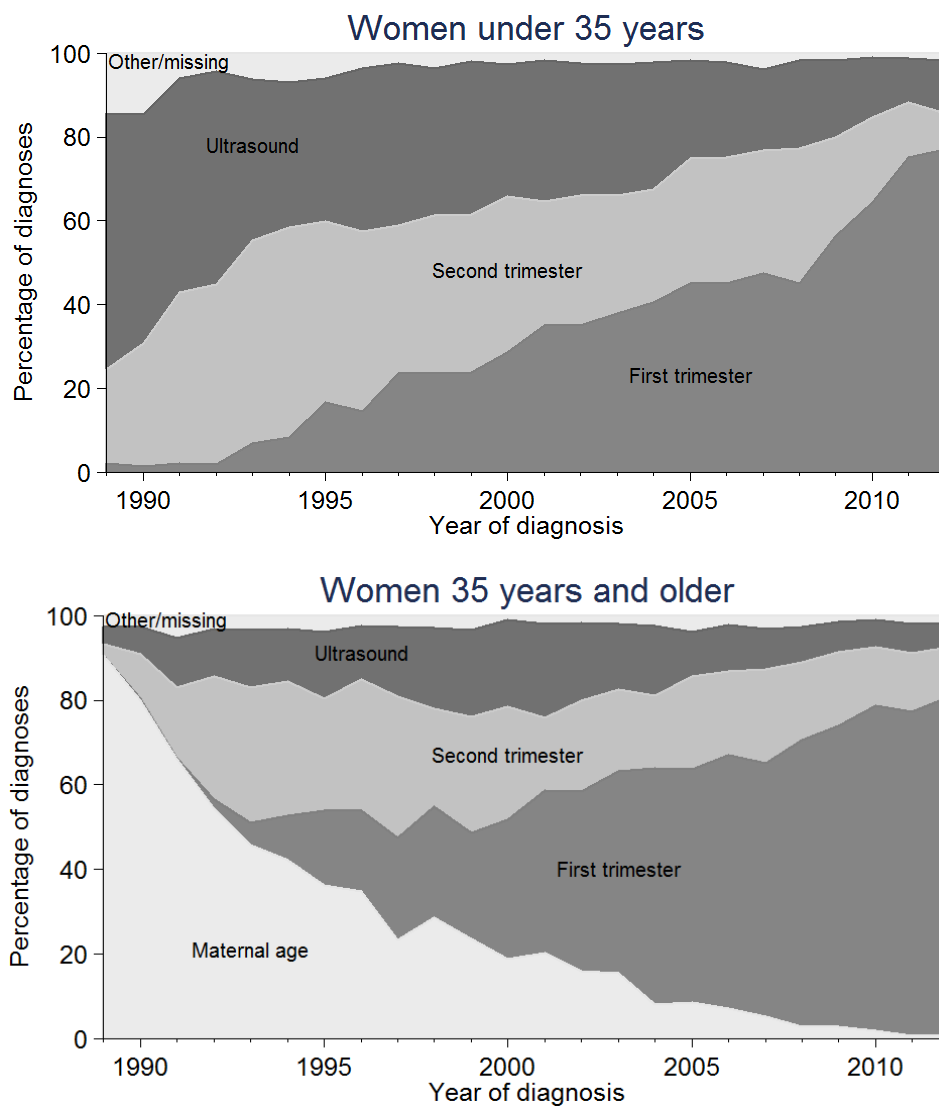 Women under 35 years
100
Other/missing
80
Ultrasound
60
Second trimester
40
First trimester
20
0
Percentage of diagnoses
1990 1995 2000 2005 2010
Year of diagnosis
Women 35 years and older
100
Other/missing
Ultrasound
80
Second trimester
60
40
First trimester
Maternal age
20
0
Percentage of diagnoses
1990 1995 2000 2005 2010
Year of diagnosis